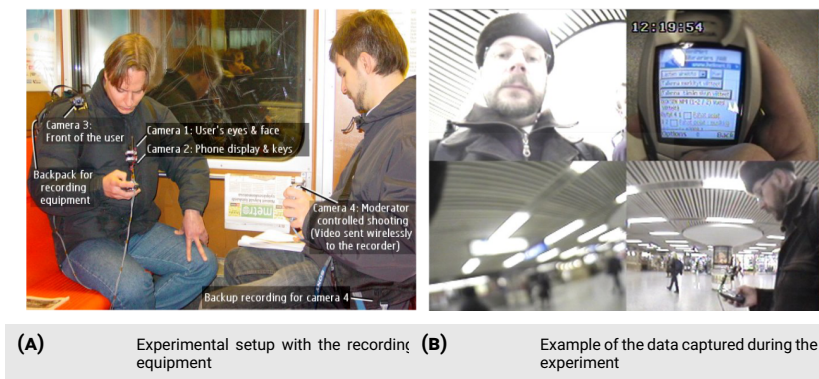 Camera 3:
Front of the user
Camera 1: User's eyes & face
Camera 2: Phone display & keys
Backpack for
recording
equipment
metro
Camera 4: Moderator
controlled shooting
(Video sent wirelessly
to the recorder)
Backup recording for camera 4
12:19:54
Options
Back
(A)
Experimental setup with the recording
equipment
(B)
Example of the data captured during the
experiment